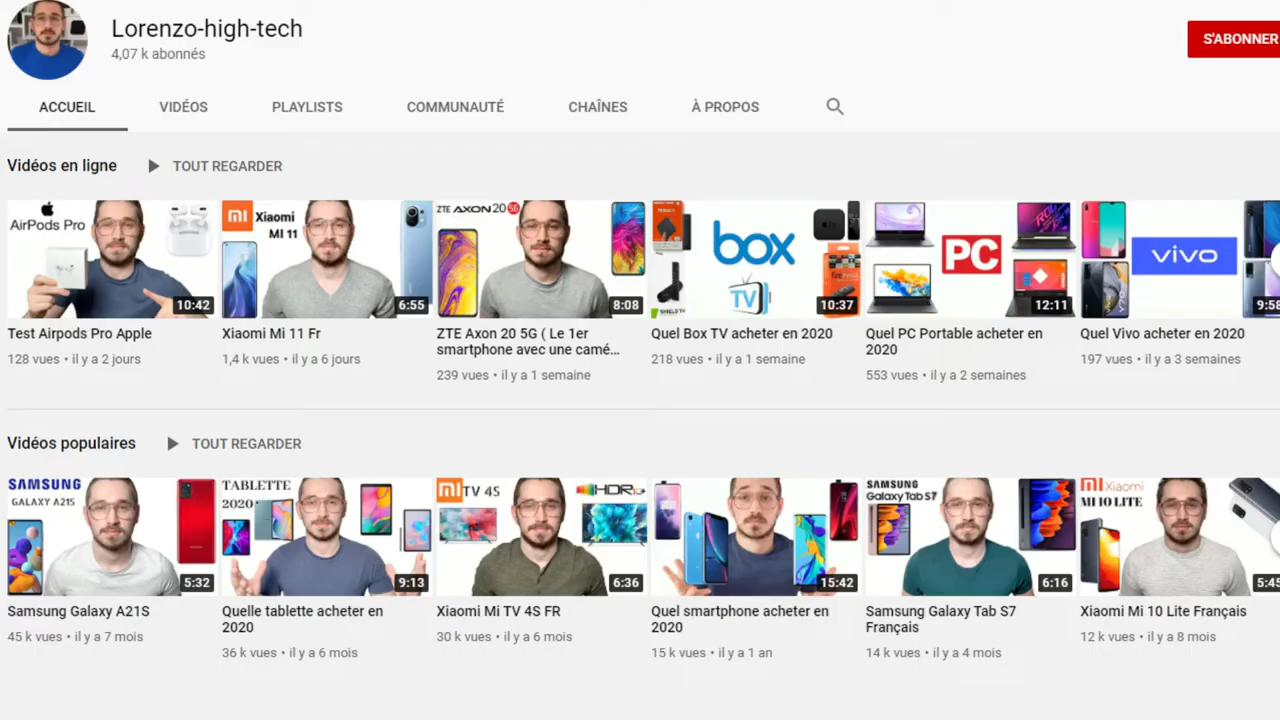 Lorenzo-high-tech
4,07 k abonnés
S'ABONNER
ACCUEIL
VIDÉOS
PLAYLISTS
COMMUNAUTÉ
CHAÎNES
À PROPOS
Vidéos en ligne
TOUT REGARDER
AirPods Pro
10:42
mi
Xiaomi
MI 11
6:55
ZTE AXON 20 5G
8:08
box
TV
SHIELD TV
10:37
PC
12:11
vivo
9:58
Test Airpods Pro Apple
128 vues • il y a 2 jours
Xiaomi Mi 11 Fr
1,4 k vues • il y a 6 jours
ZTE Axon 20 5G ( Le 1er
smartphone avec une camé...
239 vues • il y a 1 semaine
Quel Box TV acheter en 2020
218 vues • il y a 1 semaine
Quel PC Portable acheter en
2020
553 vues • il y a 2 semaines
Quel Vivo acheter en 2020
197 vues • il y a 3 semaines
Vidéos populaires
TOUT REGARDER
SAMSUNG
GALAXY A21S
5:32
TABLETTE
2020
9:13
mi TV 4S
HDR10+
6:36
15:42
SAMSUNG
Galaxy Tab S7
6:16
mi Xiaomi
MI 10 LITE
5:45
Samsung Galaxy A21S
45 k vues • il y a 7 mois
Quelle tablette acheter en
2020
36 k vues • il y a 6 mois
Xiaomi Mi TV 4S FR
30 k vues • il y a 6 mois
Quel smartphone acheter en
2020
15 k vues • il y a 1 an
Samsung Galaxy Tab S7
Français
14 k vues • il y a 4 mois
Xiaomi Mi 10 Lite Français
12 k vues • il y a 8 mois